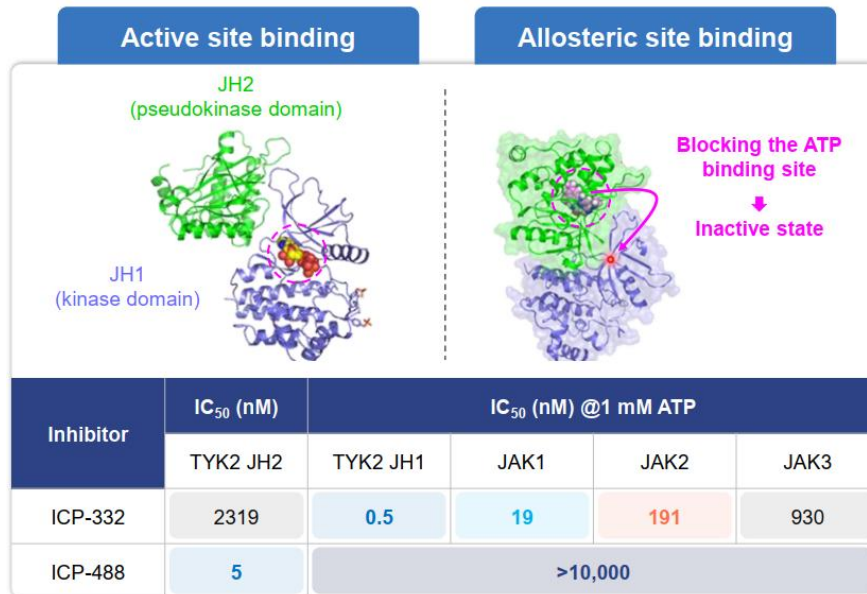 Active site binding
Allosteric site binding
JH2
(pseudokinase domain)
JH1
(kinase domain)
Blocking the ATP
binding site
Inactive state
Inhibitor
IC₅₀ (nM)
IC₅₀ (nM) @1 mM ATP
TYK2 JH2
TYK2 JH1
JAK1
JAK2
JAK3
ICP-332
2319
0.5
19
191
930
ICP-488
5
>10,000